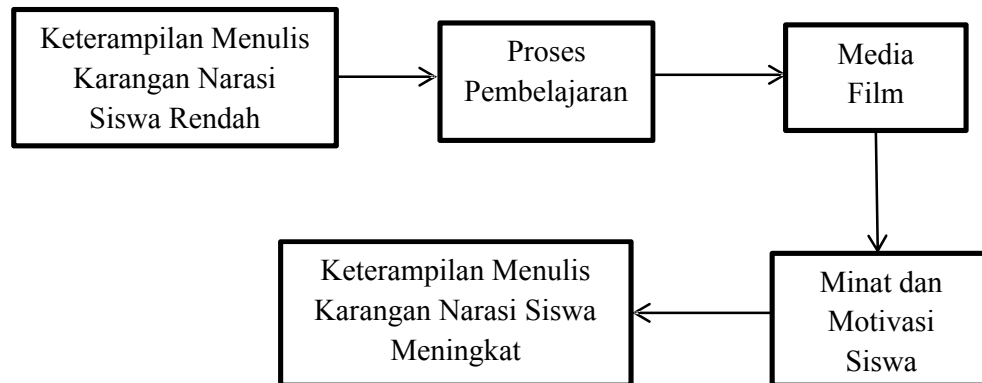 Keterampilan Menulis
Karangan Narasi
Siswa Rendah
Proses
Pembelajaran
Media
Film
Minat dan
Motivasi
Siswa
Keterampilan Menulis
Karangan Narasi Siswa
Meningkat